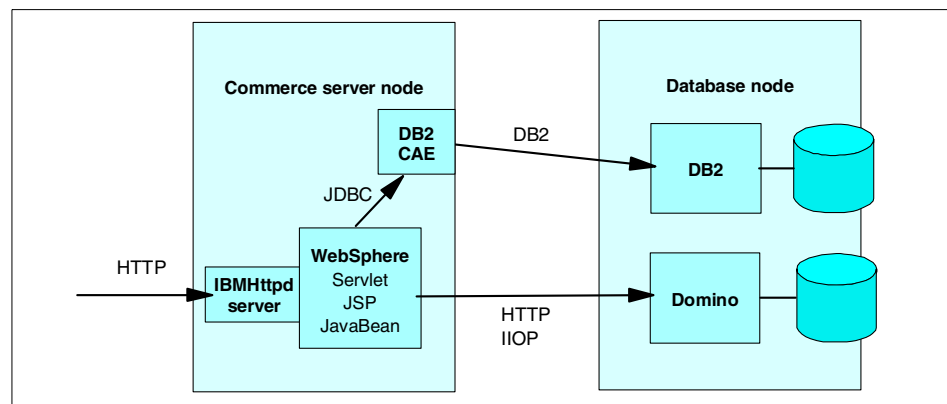 Commerce server node
Database node
DB2
CAE
DB2
DB2
JDBC
HTTP
IBMHttpd
server
WebSphere
Servlet
JSP
JavaBean
HTTP
IIOP
Domino